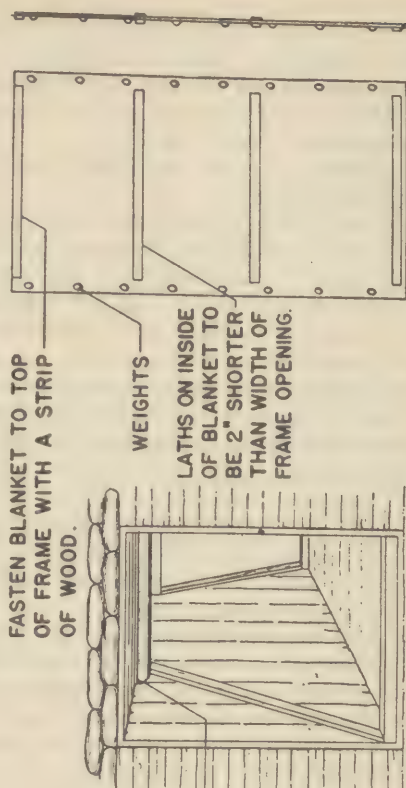 FASTEN BLANKET TO TOP
OF FRAME WITH A STRIP
OF WOOD.
WEIGHTS
LATHS ON INSIDE
OF BLANKET TO
BE 2" SHORTER
THAN WIDTH OF
FRAME OPENING.